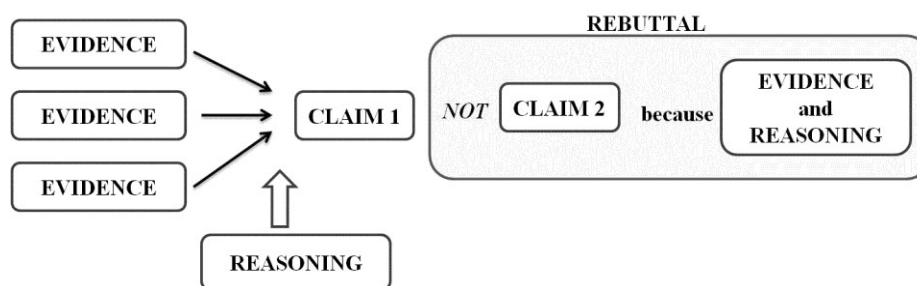 REBUTTAL
EVIDENCE
EVIDENCE
EVIDENCE
CLAIM 1
REASONING
NOT
CLAIM 2
because
EVIDENCE
and
REASONING